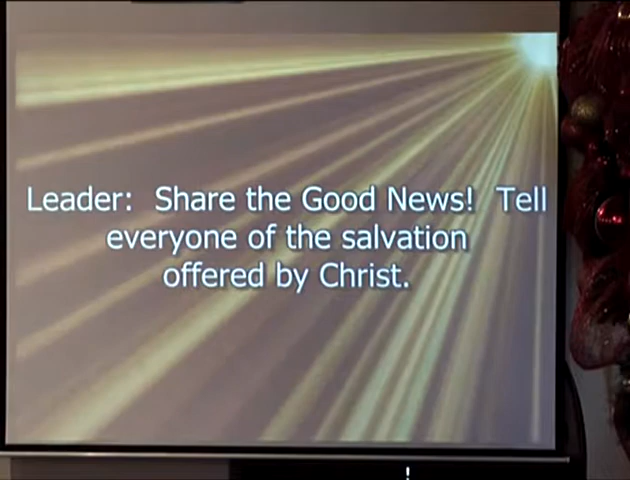 Leader:  Share the Good News!  Tell
everyone of the salvation
offered by Christ.